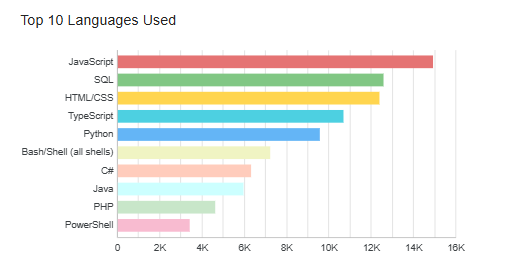 Top 10 Languages Used
JavaScript
SQL
HTML/CSS
TypeScript
Python
Bash/Shell (all shells)
C#
Java
PHP
PowerShell
0 2K 4K 6K 8K 10K 12K 14K 16K